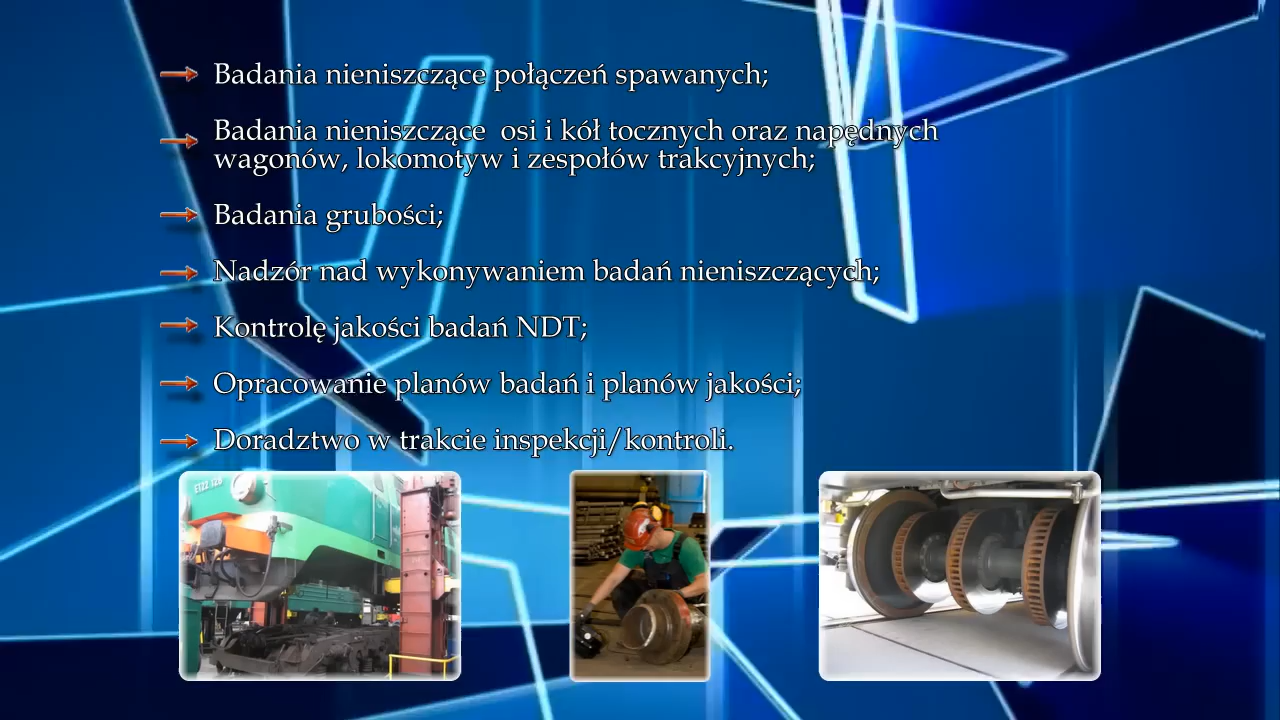 Badania nieniszczące połączeń spawanych;
Badania nieniszczące osi i kół tocznych oraz napędnych
wagonów, lokomotyw i zespołów trakcyjnych;
Badania grubości;
Nadzór nad wykonywaniem badań nieniszczących;
Kontrolę jakości badań NDT;
Opracowanie planów badań i planów jakości;
Doradztwo w trakcie inspekcji/kontroli.